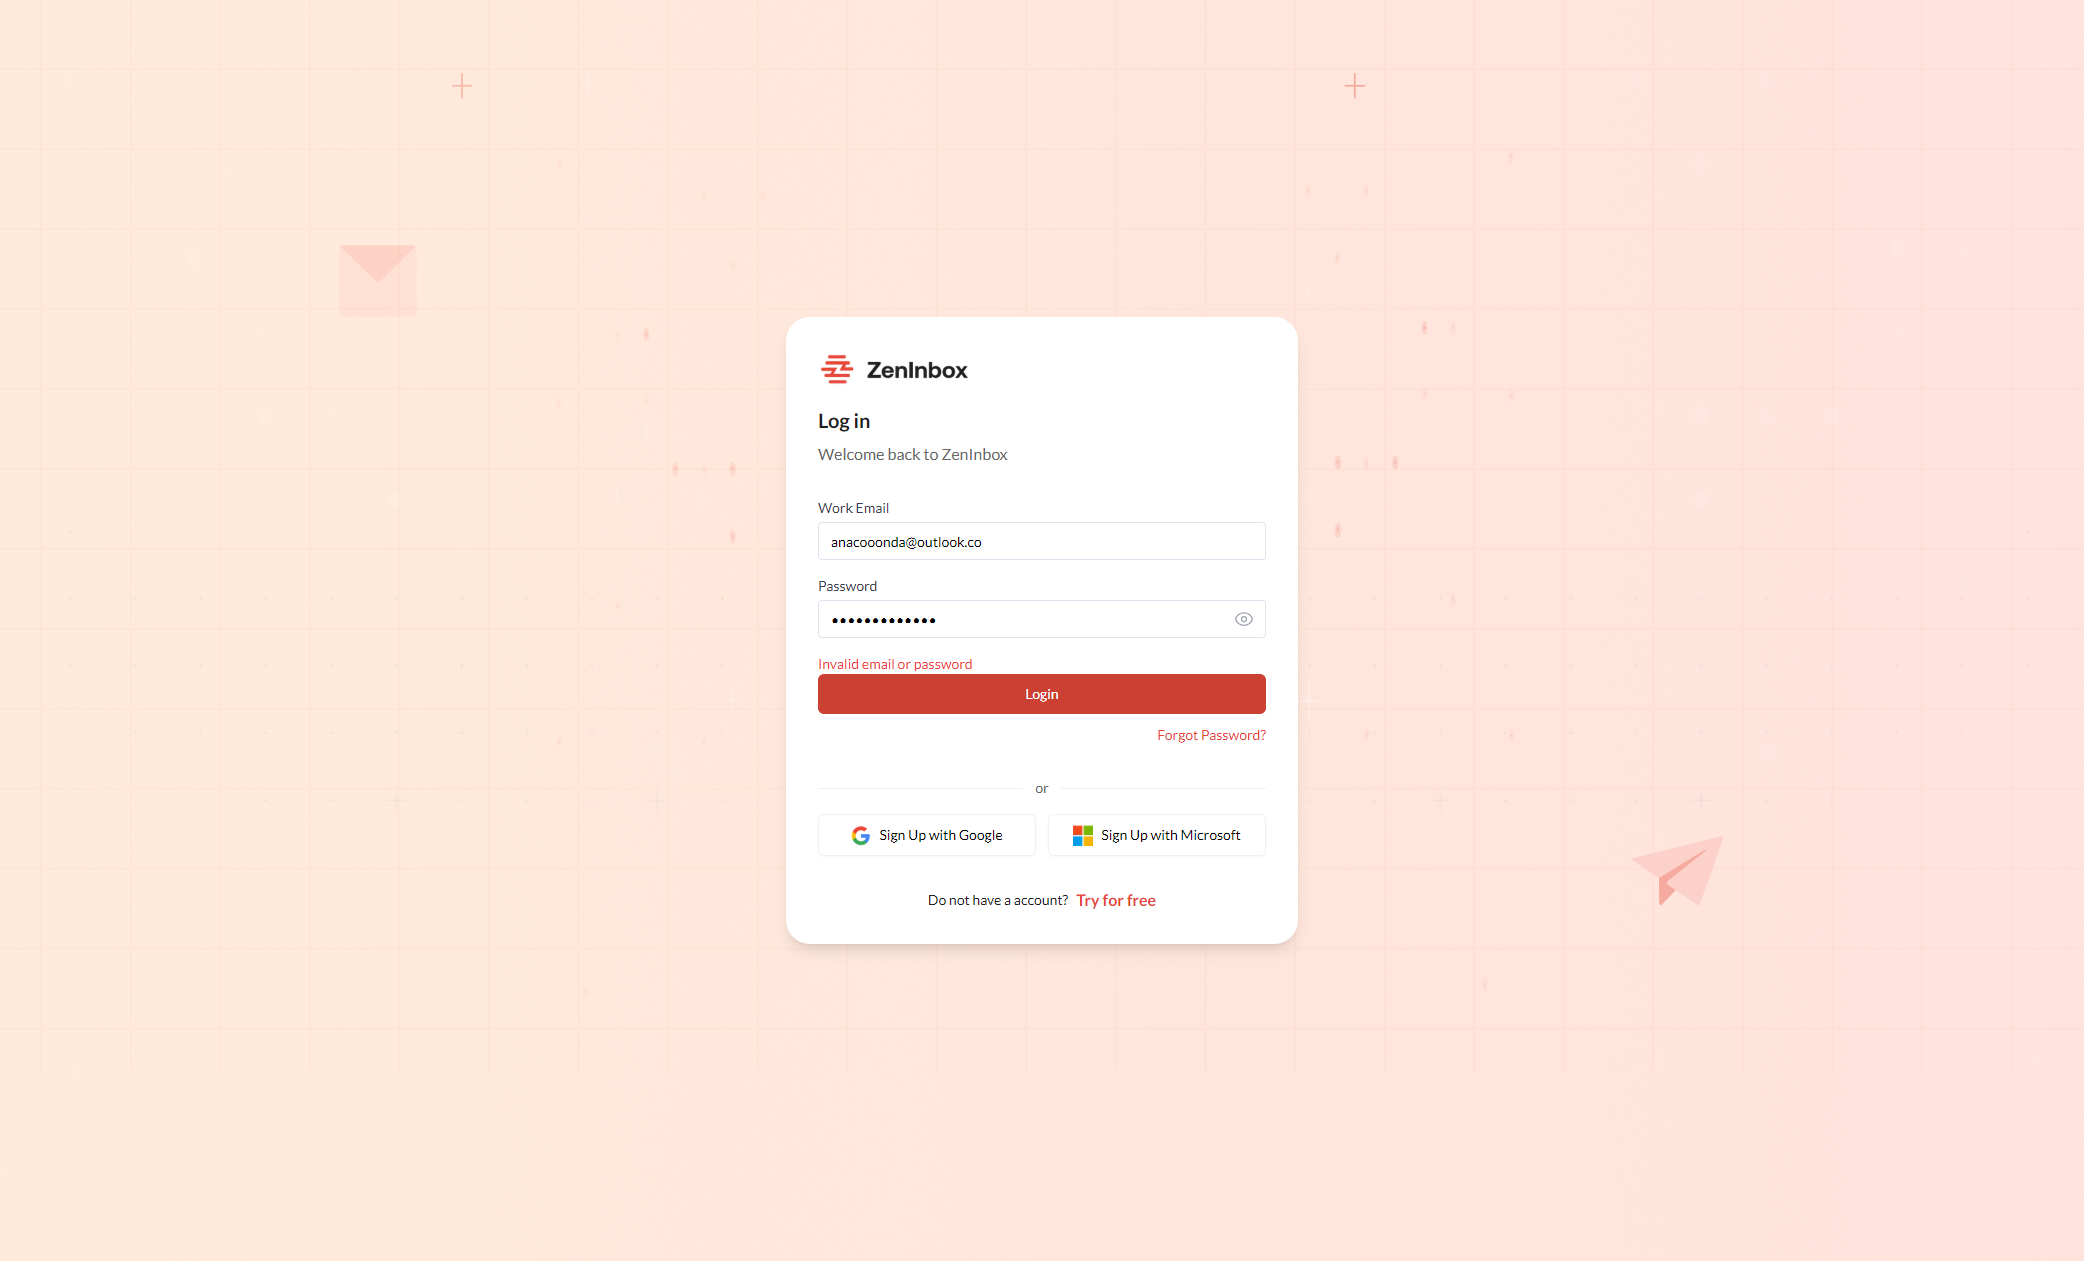 ZenInbox
Log in
Welcome back to ZenInbox
Work Email
anacooonda@outlook.co
Password
•••••••••••••
Invalid email or password
Login
Forgot Password?
or
Sign Up with Google
Sign Up with Microsoft
Do not have a account? Try for free